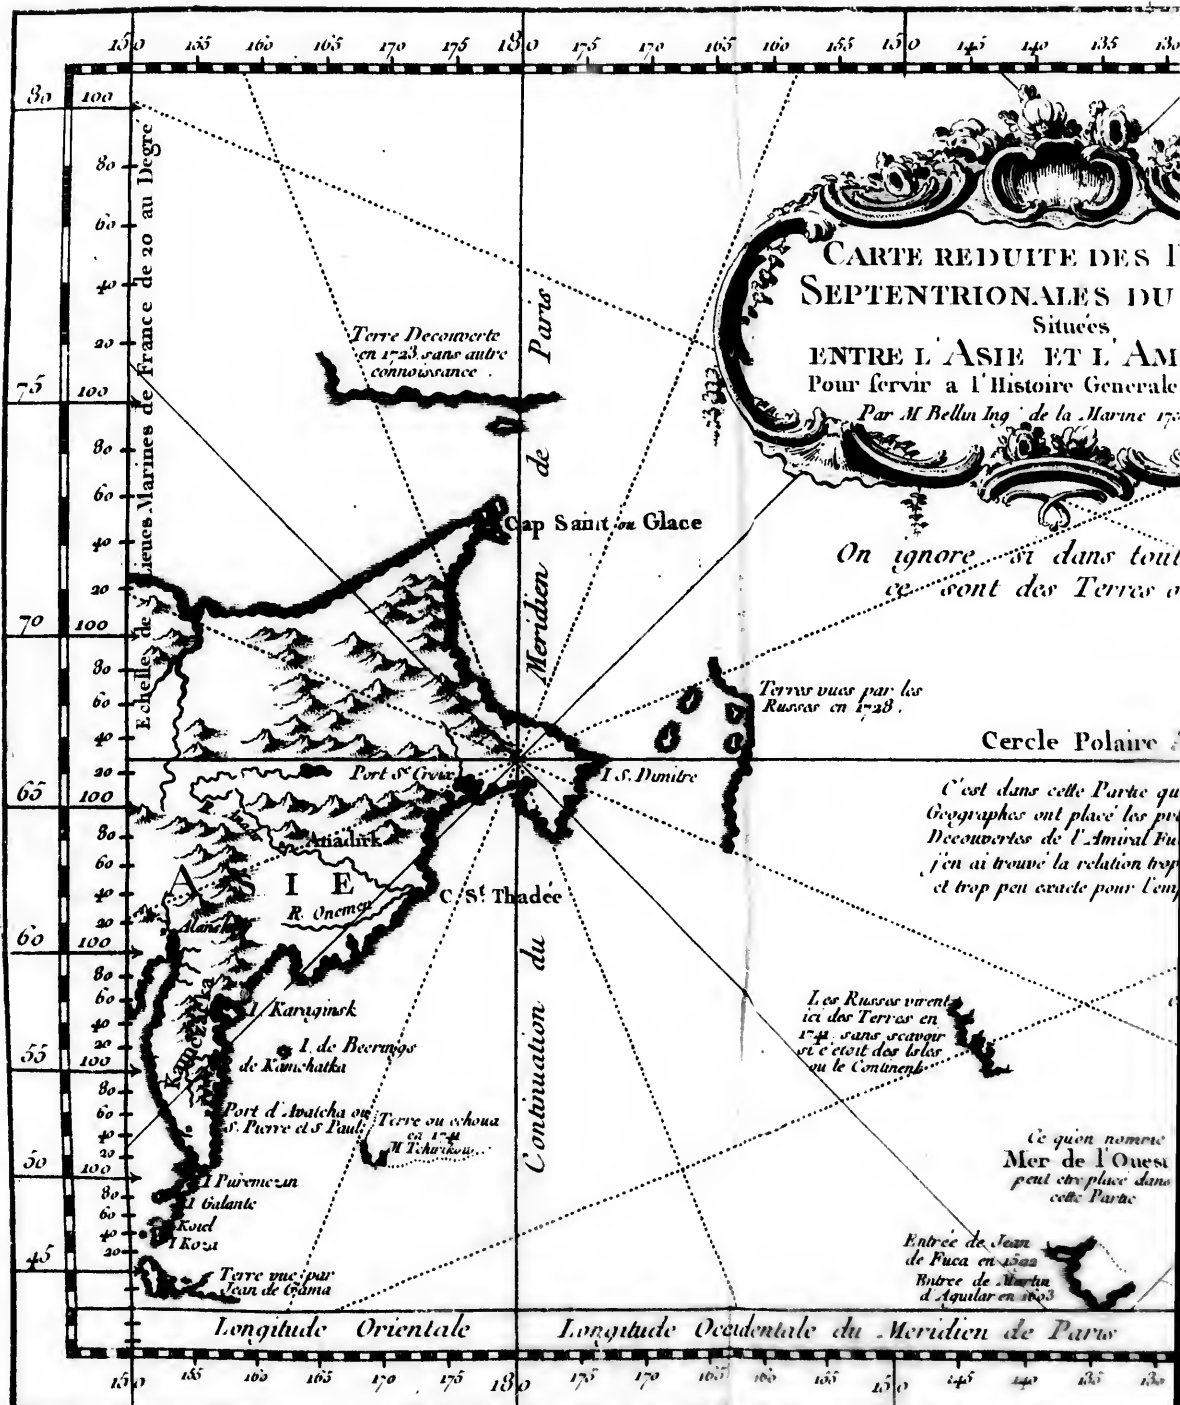 150 155 160 165 170 175 180 175 170 165 160 155 150 145 140 135 130
80
75
70
65
60
55
50
45
100
80
60
40
20
100
80
60
40
20
100
80
60
40
20
100
80
60
40
20
100
80
60
40
20
100
80
60
40
20
100
80
60
40
20
Echelle de Lieues Marines de France de 20 au Degre
CARTE REDUITE DES
SEPTENTRIONALES DU
Situées
ENTRE L'ASIE ET L'AM
Pour servir a l'Histoire Generale
Par M Bellin Ing. de la Marine
Terre Decouverte
en 1723. sans autre
connoissance.
Continuation du Meridien de Paris
Cap Saint ou Glace
On ignore si dans tout
ce sont des Terres o
Terres vues par les
Russes en 1728.
Cercle Polaire
Port St. Croix
I S. Dimitre
C'est dans cette Partie qu
Geographes ont placé les
Decouvertes de l'Amiral Fu
j'en ai trouvé la relation trop
et trop peu exacte pour l'em
Anadirk
ASIE
R. Onemen
C. St. Thadée
Kamczatka
I. Karaginsk
I. de Beerings
de Kamchatka
Les Russes virent
ici des Terres en
1741. sans scavoir
si c'etoit des Isles
ou le Continent
Port d'Avatcha ou
S. Pierre et S Paul
Terre ou echoua
en 1741
M Tchirikou
Ce qu'on nomme
Mer de l'Ouest
peut etre placé dans
cette Partie
I Puremozin
I Galante
Kotel
I Koza
Entrée de Jean
de Fuca en 1592
Entrée de Martin
d'Aguilar en 1603
Terre vue par
Jean de Gama
Longitude Orientale
Longitude Occidentale du Meridien de Paris
150 155 160 165 170 175 180 175 170 165 160 155 150 145 140 135 130